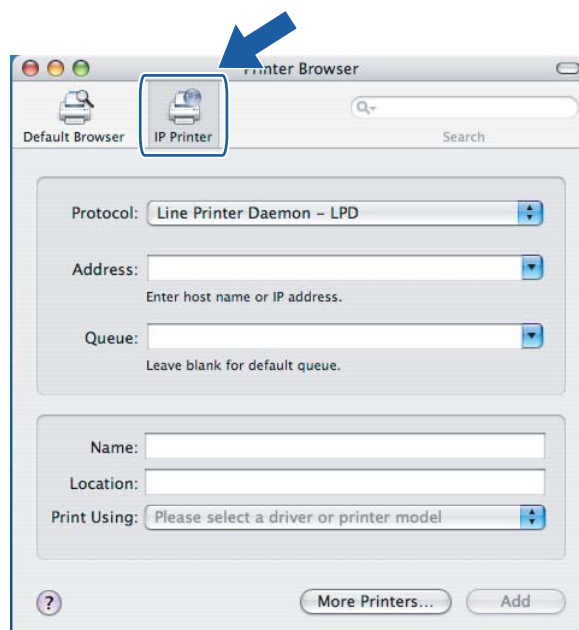 Printer Browser
Default Browser
IP Printer
Search
Protocol: Line Printer Daemon – LPD
Address:
Enter host name or IP address.
Queue:
Leave blank for default queue.
Name:
Location:
Print Using: Please select a driver or printer model
? More Printers... Add